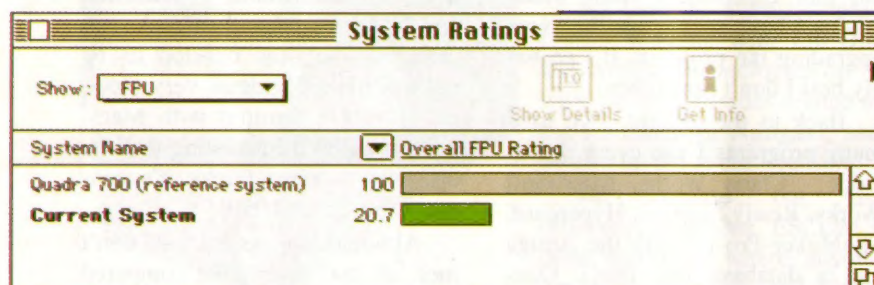 System Ratings
Show: FPU
Show Details
Get Info
System Name
Overall FPU Rating
Quadra 700 (reference system) 100
Current System 20.7